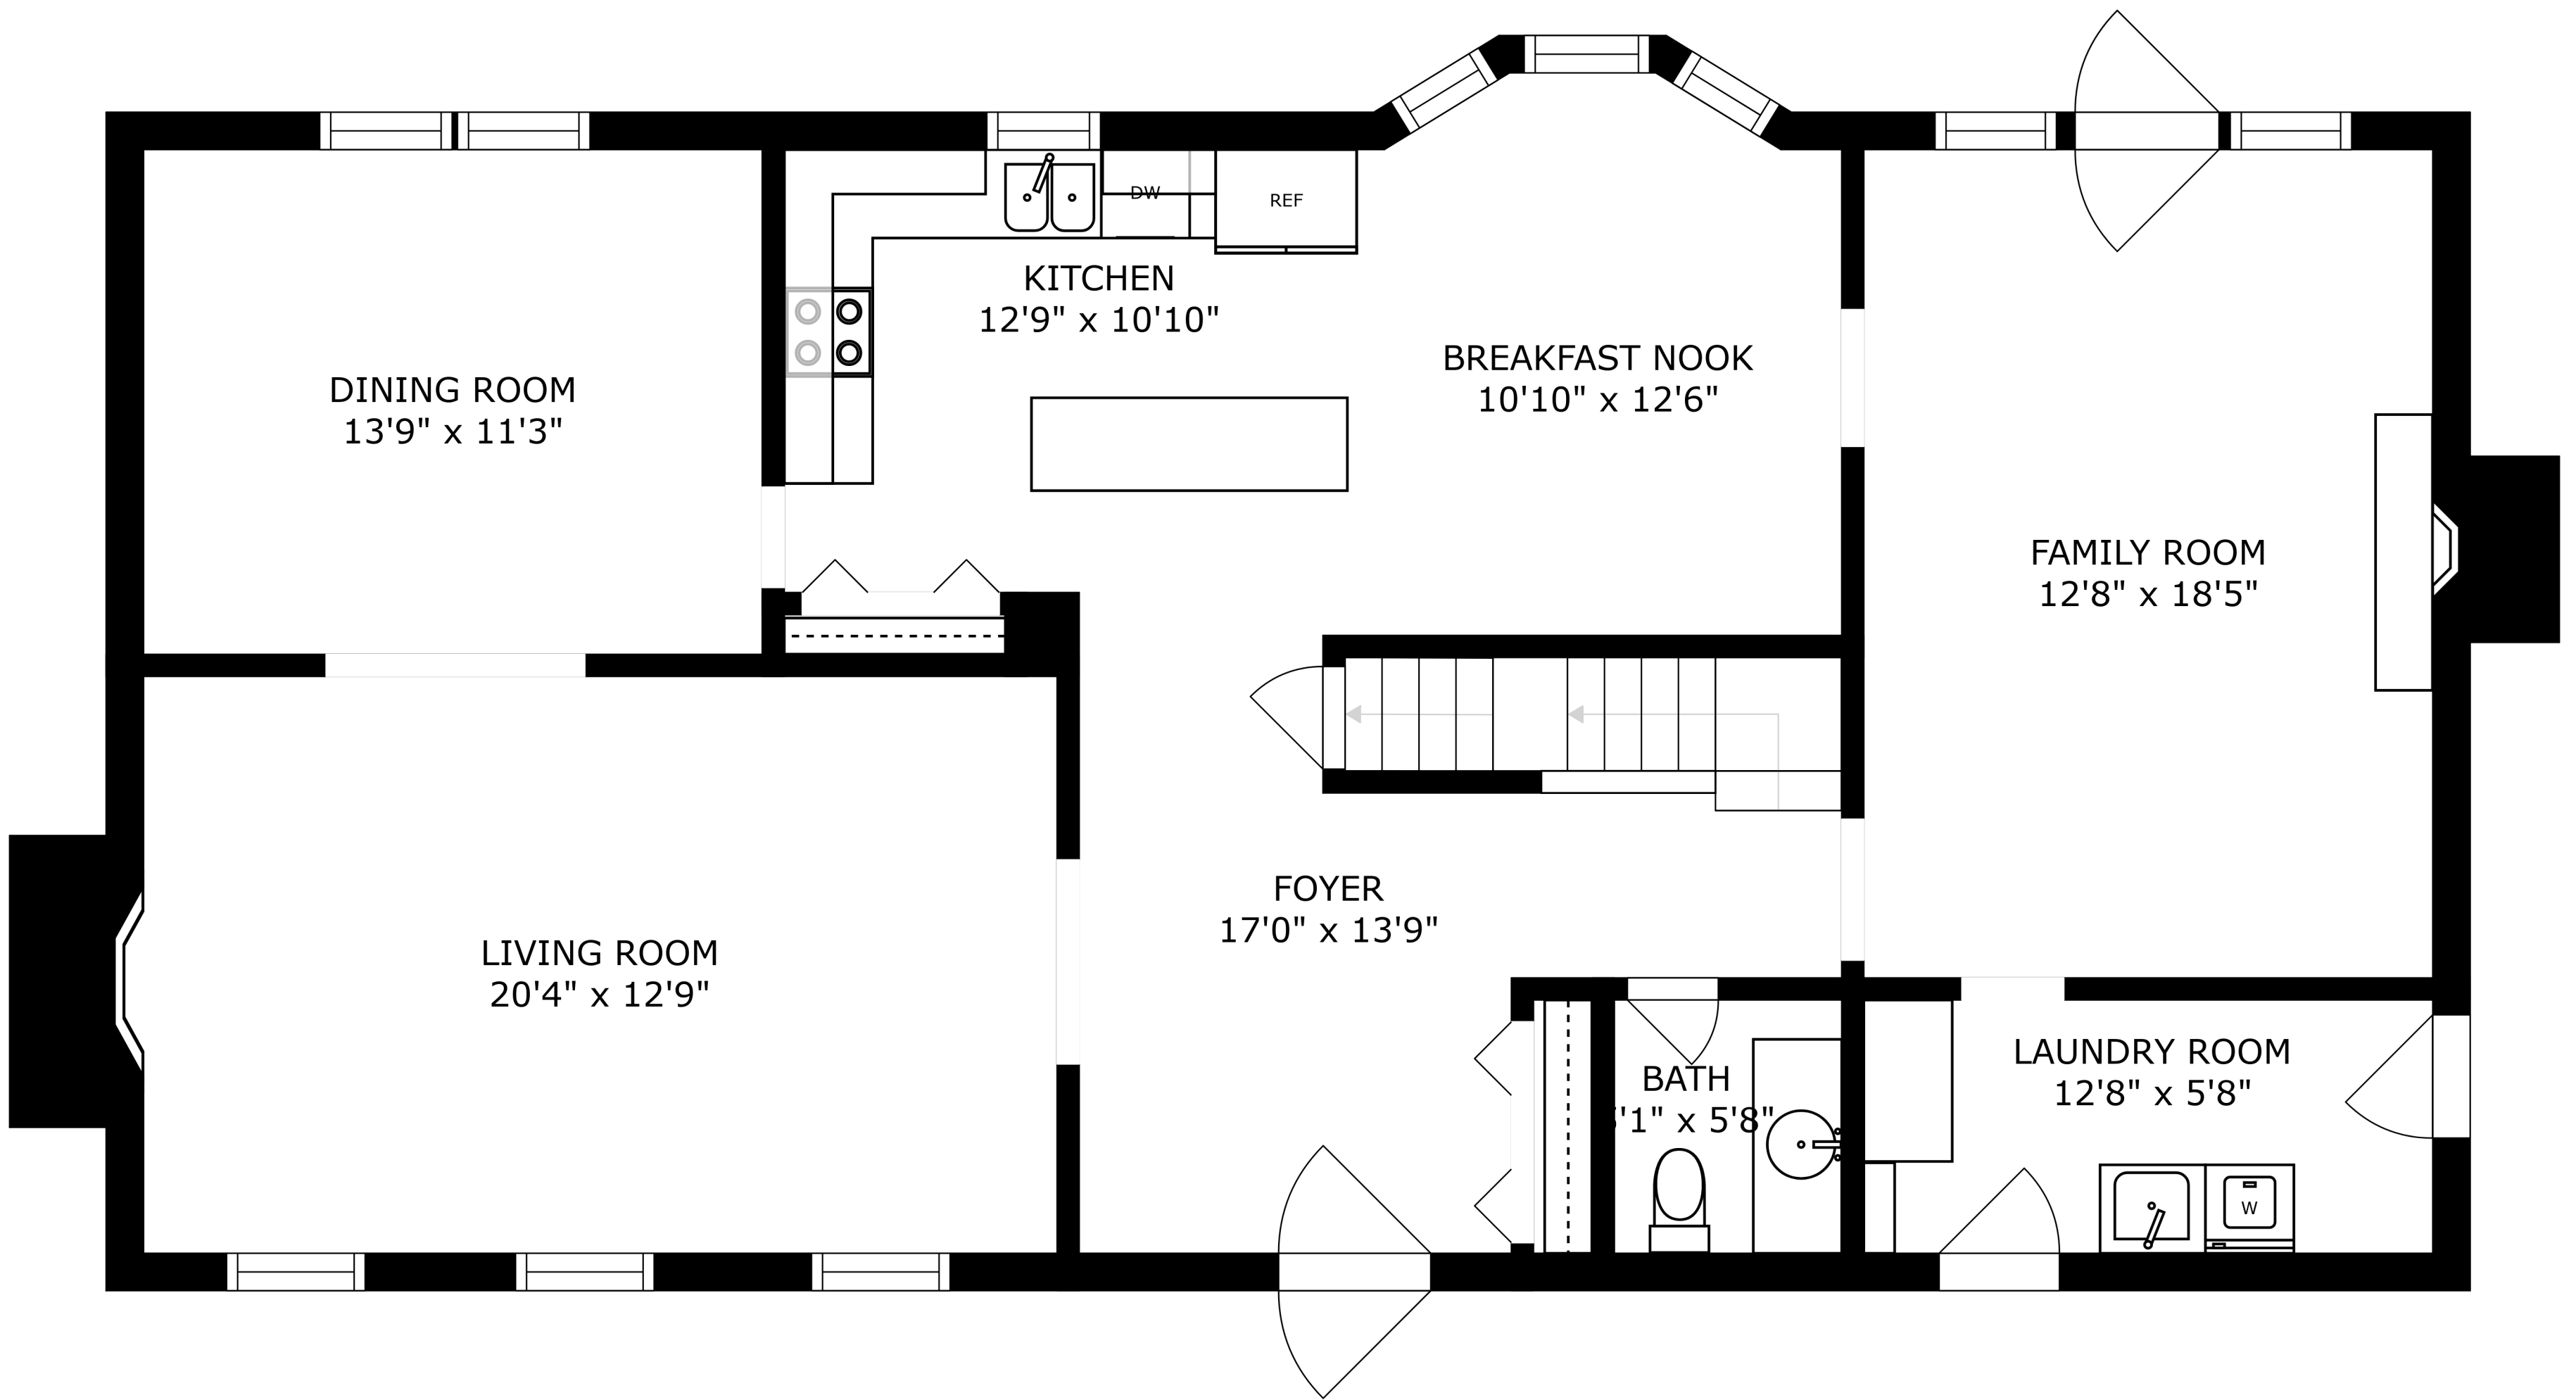 DW
REF
KITCHEN
12'9" x 10'10"
BREAKFAST NOOK
10'10" x 12'6"
DINING ROOM
13'9" x 11'3"
FAMILY ROOM
12'8" x 18'5"
FOYER
17'0" x 13'9"
LIVING ROOM
20'4" x 12'9"
LAUNDRY ROOM
12'8" x 5'8"
BATH
x 5'8"
W